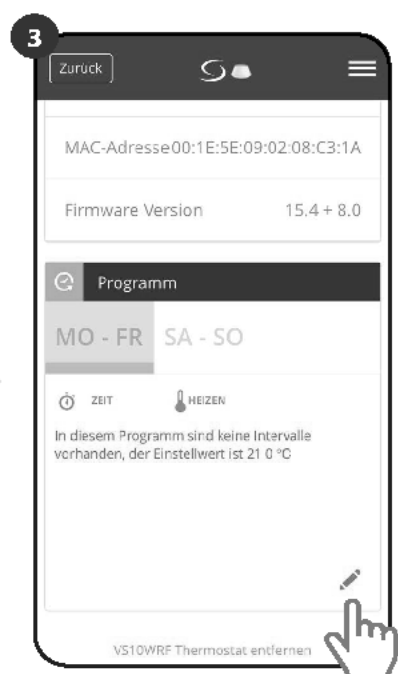 3
Zurück
MAC-Adresse 00:1E:5E:09:02:08:C3:1A
Firmware Version 15.4 + 8.0
Programm
MO - FR SA - SO
ZEIT HEIZEN
In diesem Programm sind keine Intervalle
vorhanden, der Einstellwert ist 21 0 °C
VS10WRF Thermostat entfernen